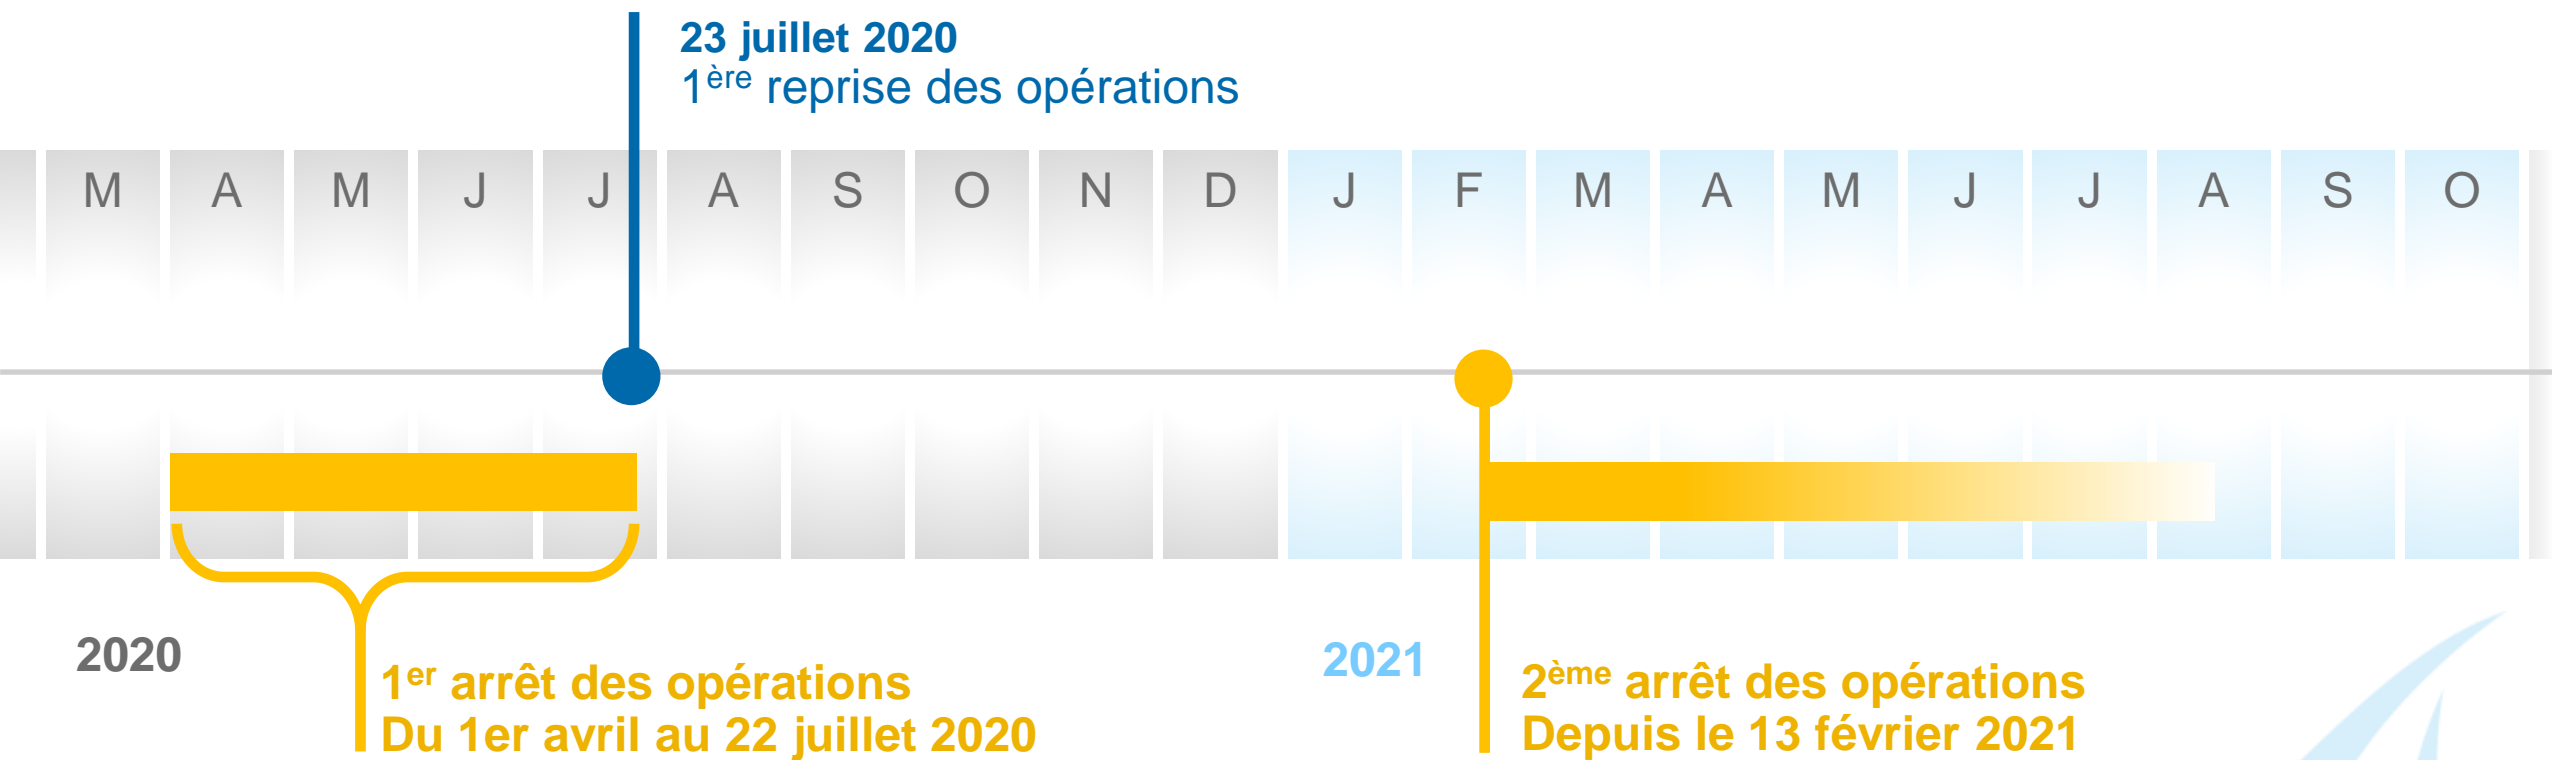 23 juillet 2020
1ère reprise des opérations
M A M J J A S O N D J F M A M J J A S O
2020
1er arrêt des opérations
Du 1er avril au 22 juillet 2020
2021
2ème arrêt des opérations
Depuis le 13 février 2021